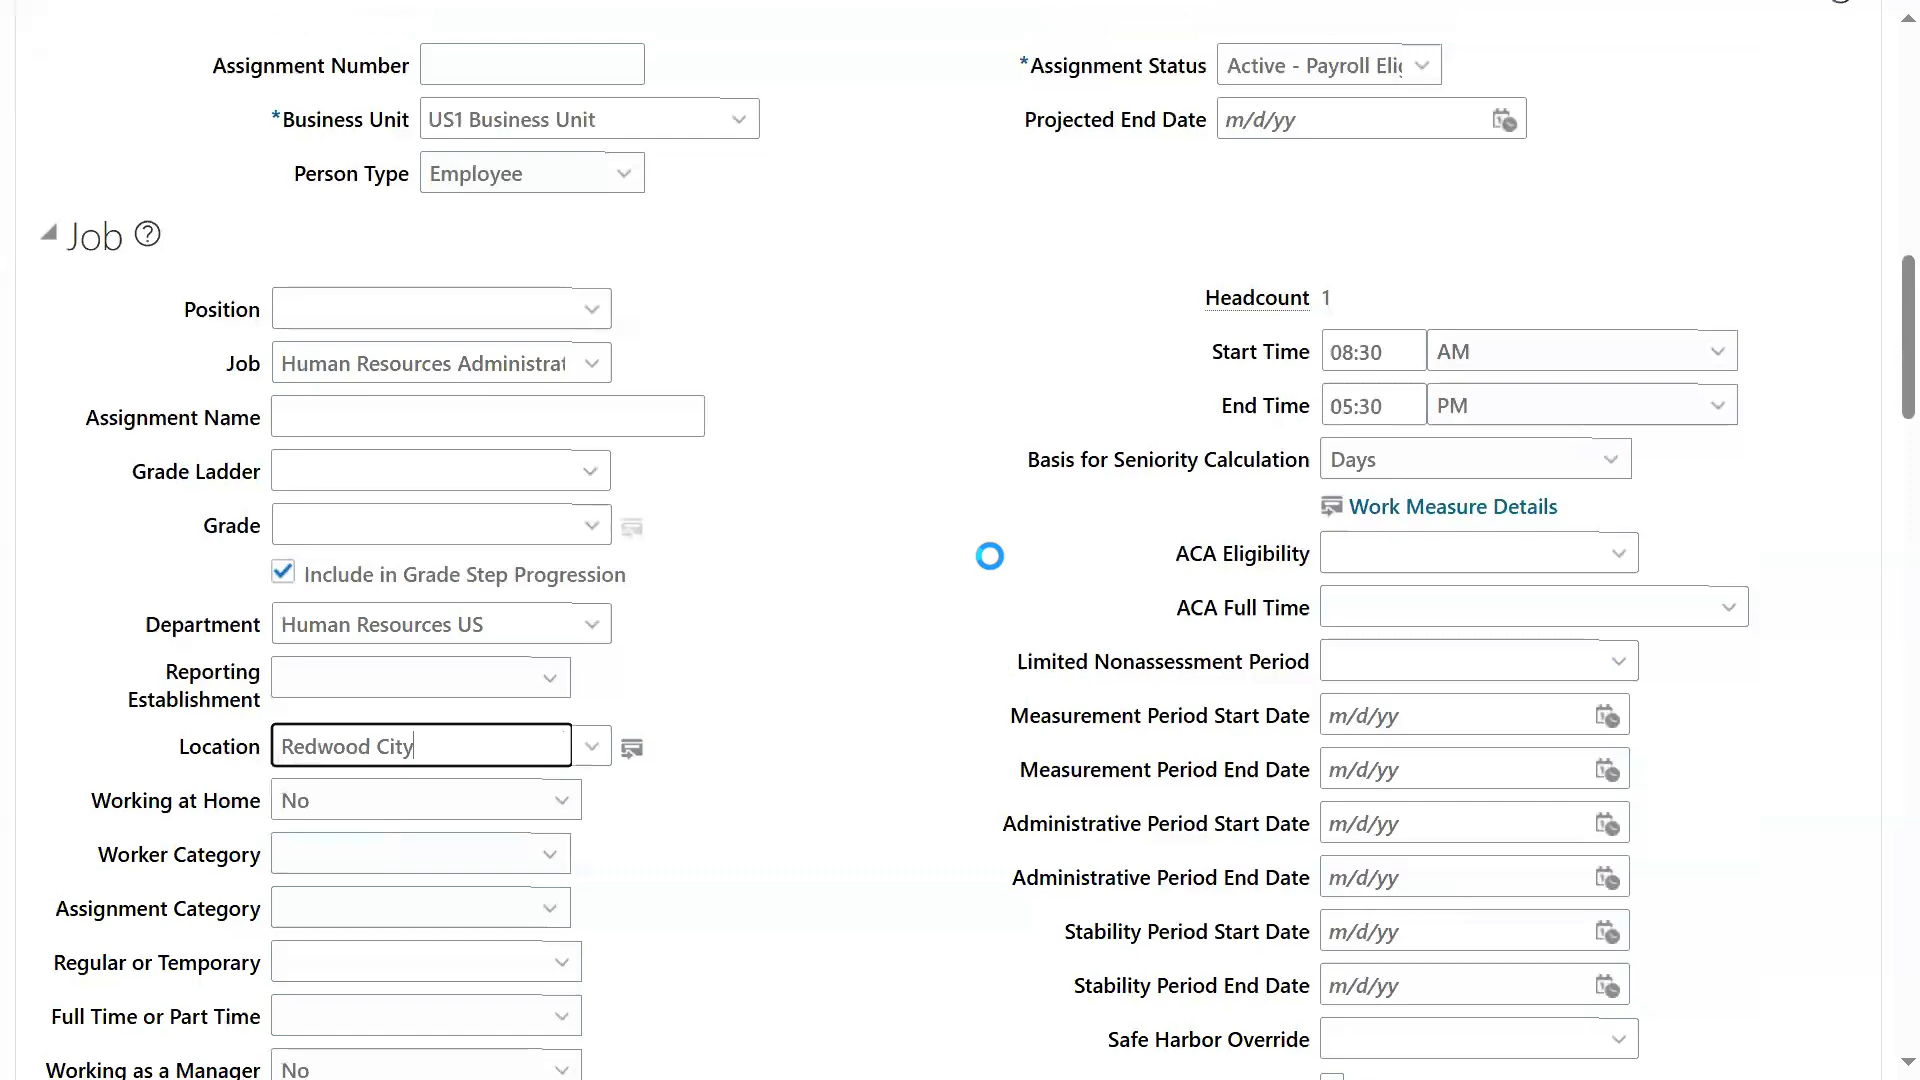 Assignment Number
*Assignment Status Active - Payroll Elig
*Business Unit US1 Business Unit
Projected End Date m/d/yy
Person Type Employee
Job ?
Position
Job Human Resources Administrat
Assignment Name
Grade Ladder
Grade
Include in Grade Step Progression
Department Human Resources US
Reporting
Establishment
Location Redwood City
Working at Home No
Worker Category
Assignment Category
Regular or Temporary
Full Time or Part Time
Working as a Manager No
Headcount 1
Start Time 08:30 AM
End Time 05:30 PM
Basis for Seniority Calculation Days
Work Measure Details
ACA Eligibility
ACA Full Time
Limited Nonassessment Period
Measurement Period Start Date m/d/yy
Measurement Period End Date m/d/yy
Administrative Period Start Date m/d/yy
Administrative Period End Date m/d/yy
Stability Period Start Date m/d/yy
Stability Period End Date m/d/yy
Safe Harbor Override